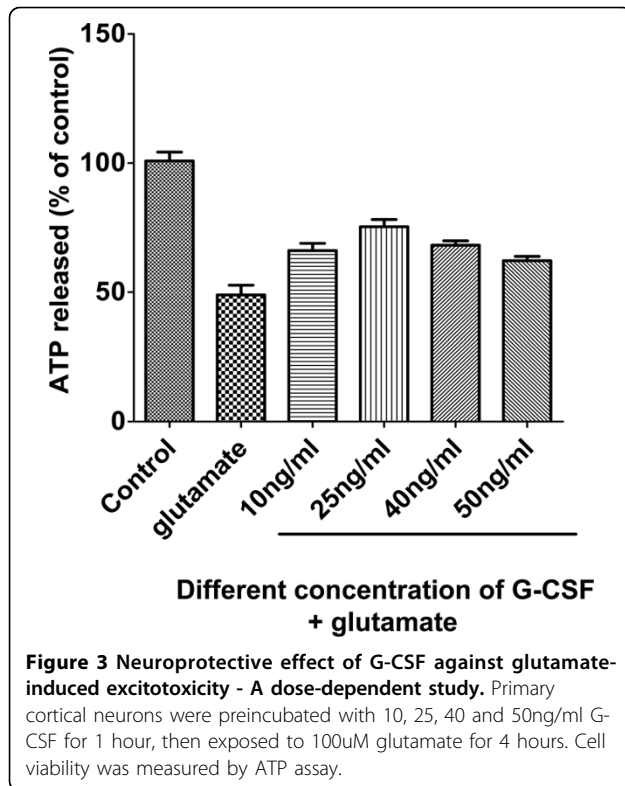 150
100
50
0
ATP released (% of control)
Control
glutamate
10ng/ml
25ng/ml
40ng/ml
50ng/ml
Different concentration of G-CSF
+ glutamate
Figure 3 Neuroprotective effect of G-CSF against glutamate-
induced excitotoxicity - A dose-dependent study. Primary
cortical neurons were preincubated with 10, 25, 40 and 50ng/ml G-
CSF for 1 hour, then exposed to 100uM glutamate for 4 hours. Cell
viability was measured by ATP assay.